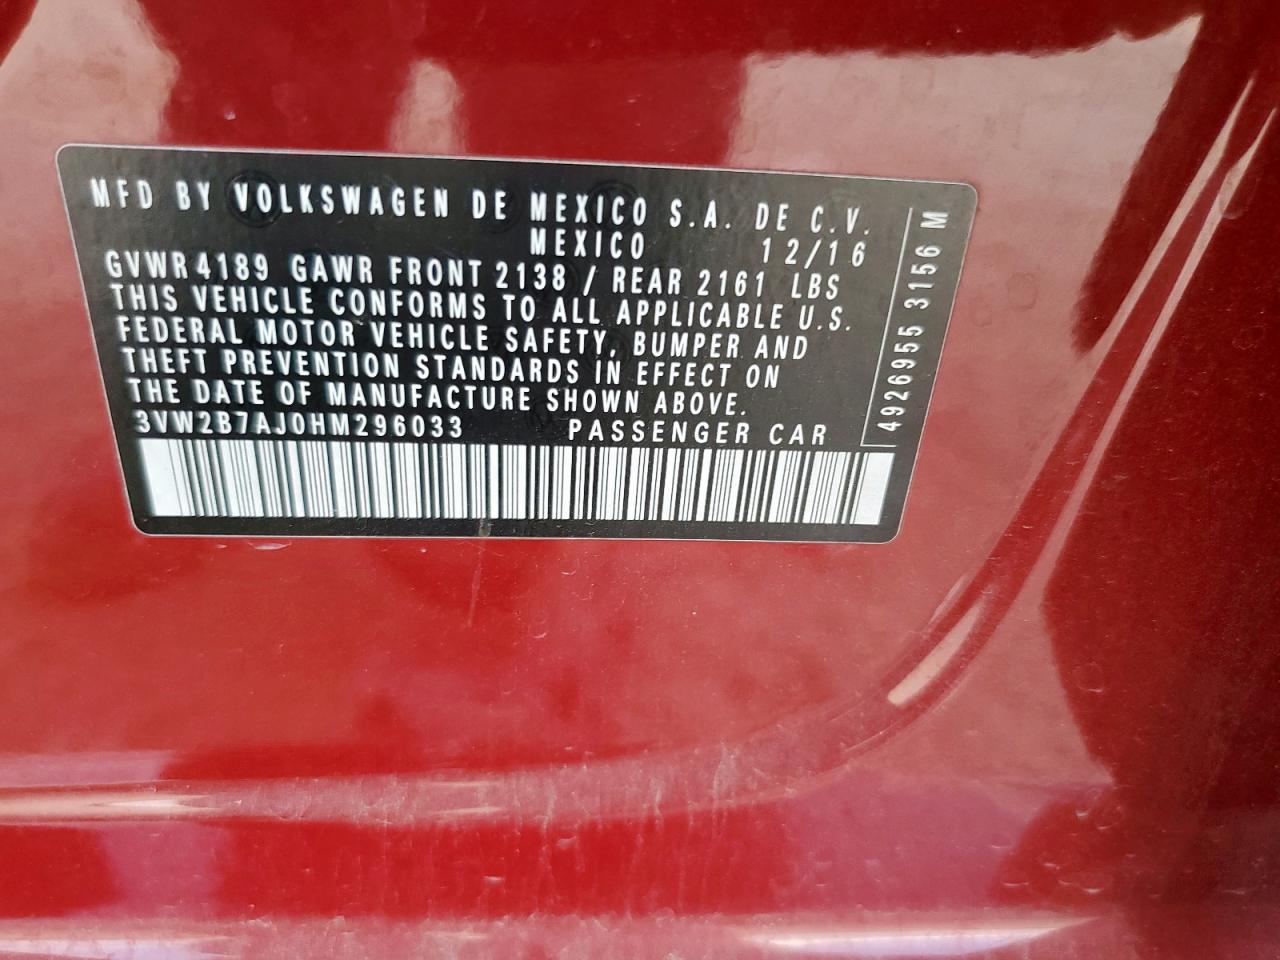 MFD BY VOLKSWAGEN DE MEXICO S.A. DE C.V.
MEXICO 12/16
GVWR 4189 GAWR FRONT 2138 / REAR 2161 LBS
THIS VEHICLE CONFORMS TO ALL APPLICABLE U.S.
FEDERAL MOTOR VEHICLE SAFETY, BUMPER AND
THEFT PREVENTION STANDARDS IN EFFECT ON
THE DATE OF MANUFACTURE SHOWN ABOVE.
3VW2B7AJ0HM296033 PASSENGER CAR
4926955 3156 M